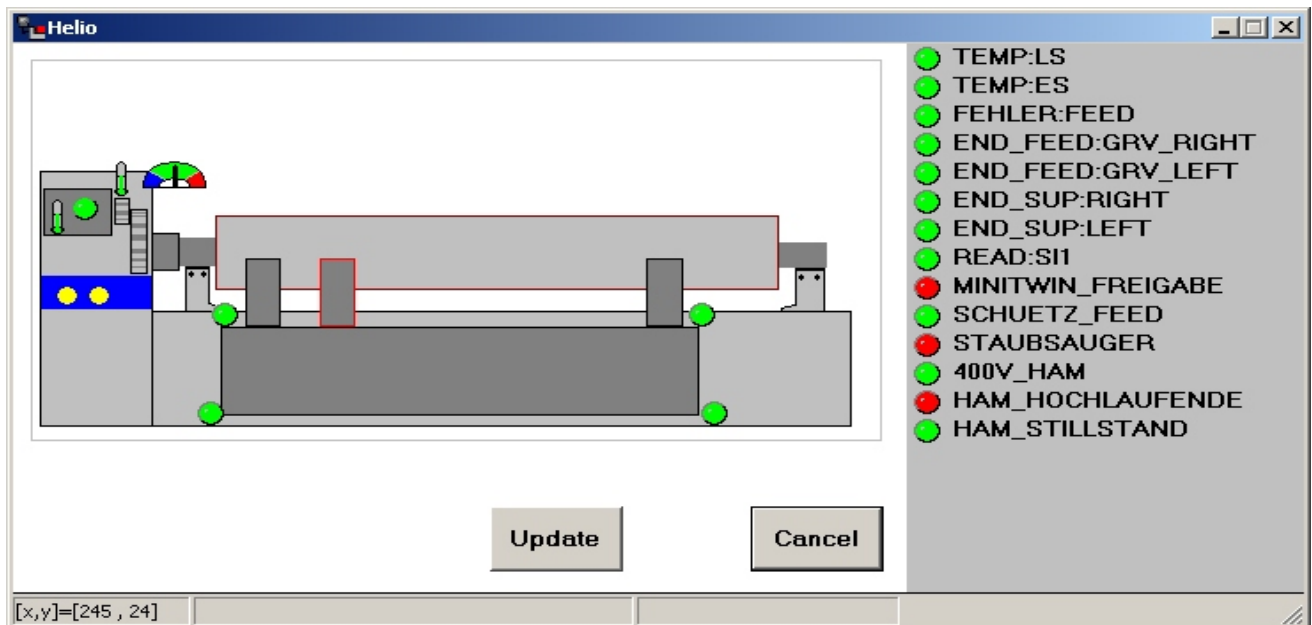 Helio
TEMP:LS
TEMP:ES
FEHLER:FEED
END_FEED:GRV_RIGHT
END_FEED:GRV_LEFT
END_SUP:RIGHT
END_SUP:LEFT
READ:SI1
MINITWIN_FREIGABE
SCHUETZ_FEED
STAUBSAUGER
400V_HAM
HAM_HOCHLAUFENDE
HAM_STILLSTAND
Update
Cancel
[x,y]=[245 , 24]